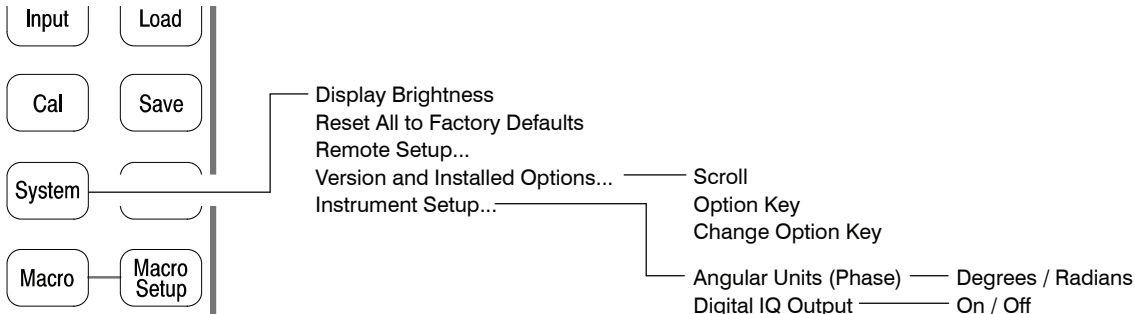 Input Load
Cal Save
System
Macro Macro
Setup
Display Brightness
Reset All to Factory Defaults
Remote Setup...
Version and Installed Options...
Instrument Setup...
Scroll
Option Key
Change Option Key
Angular Units (Phase) Degrees / Radians
Digital IQ Output On / Off